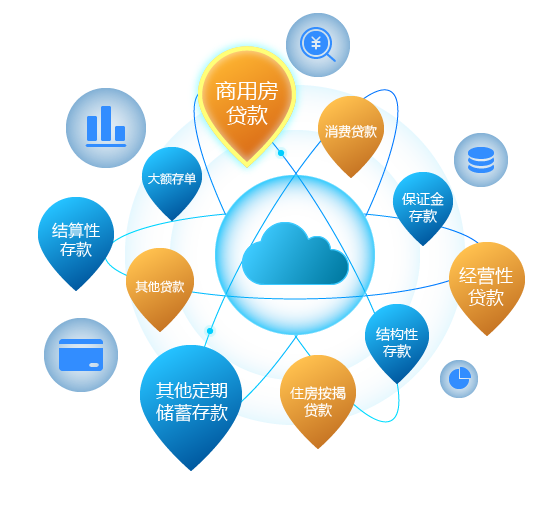 商用房
贷款
消费贷款
大额存单
保证金
存款
结算性
存款
其他贷款
经营性
贷款
结构性
存款
其他定期
储蓄存款
住房按揭
贷款